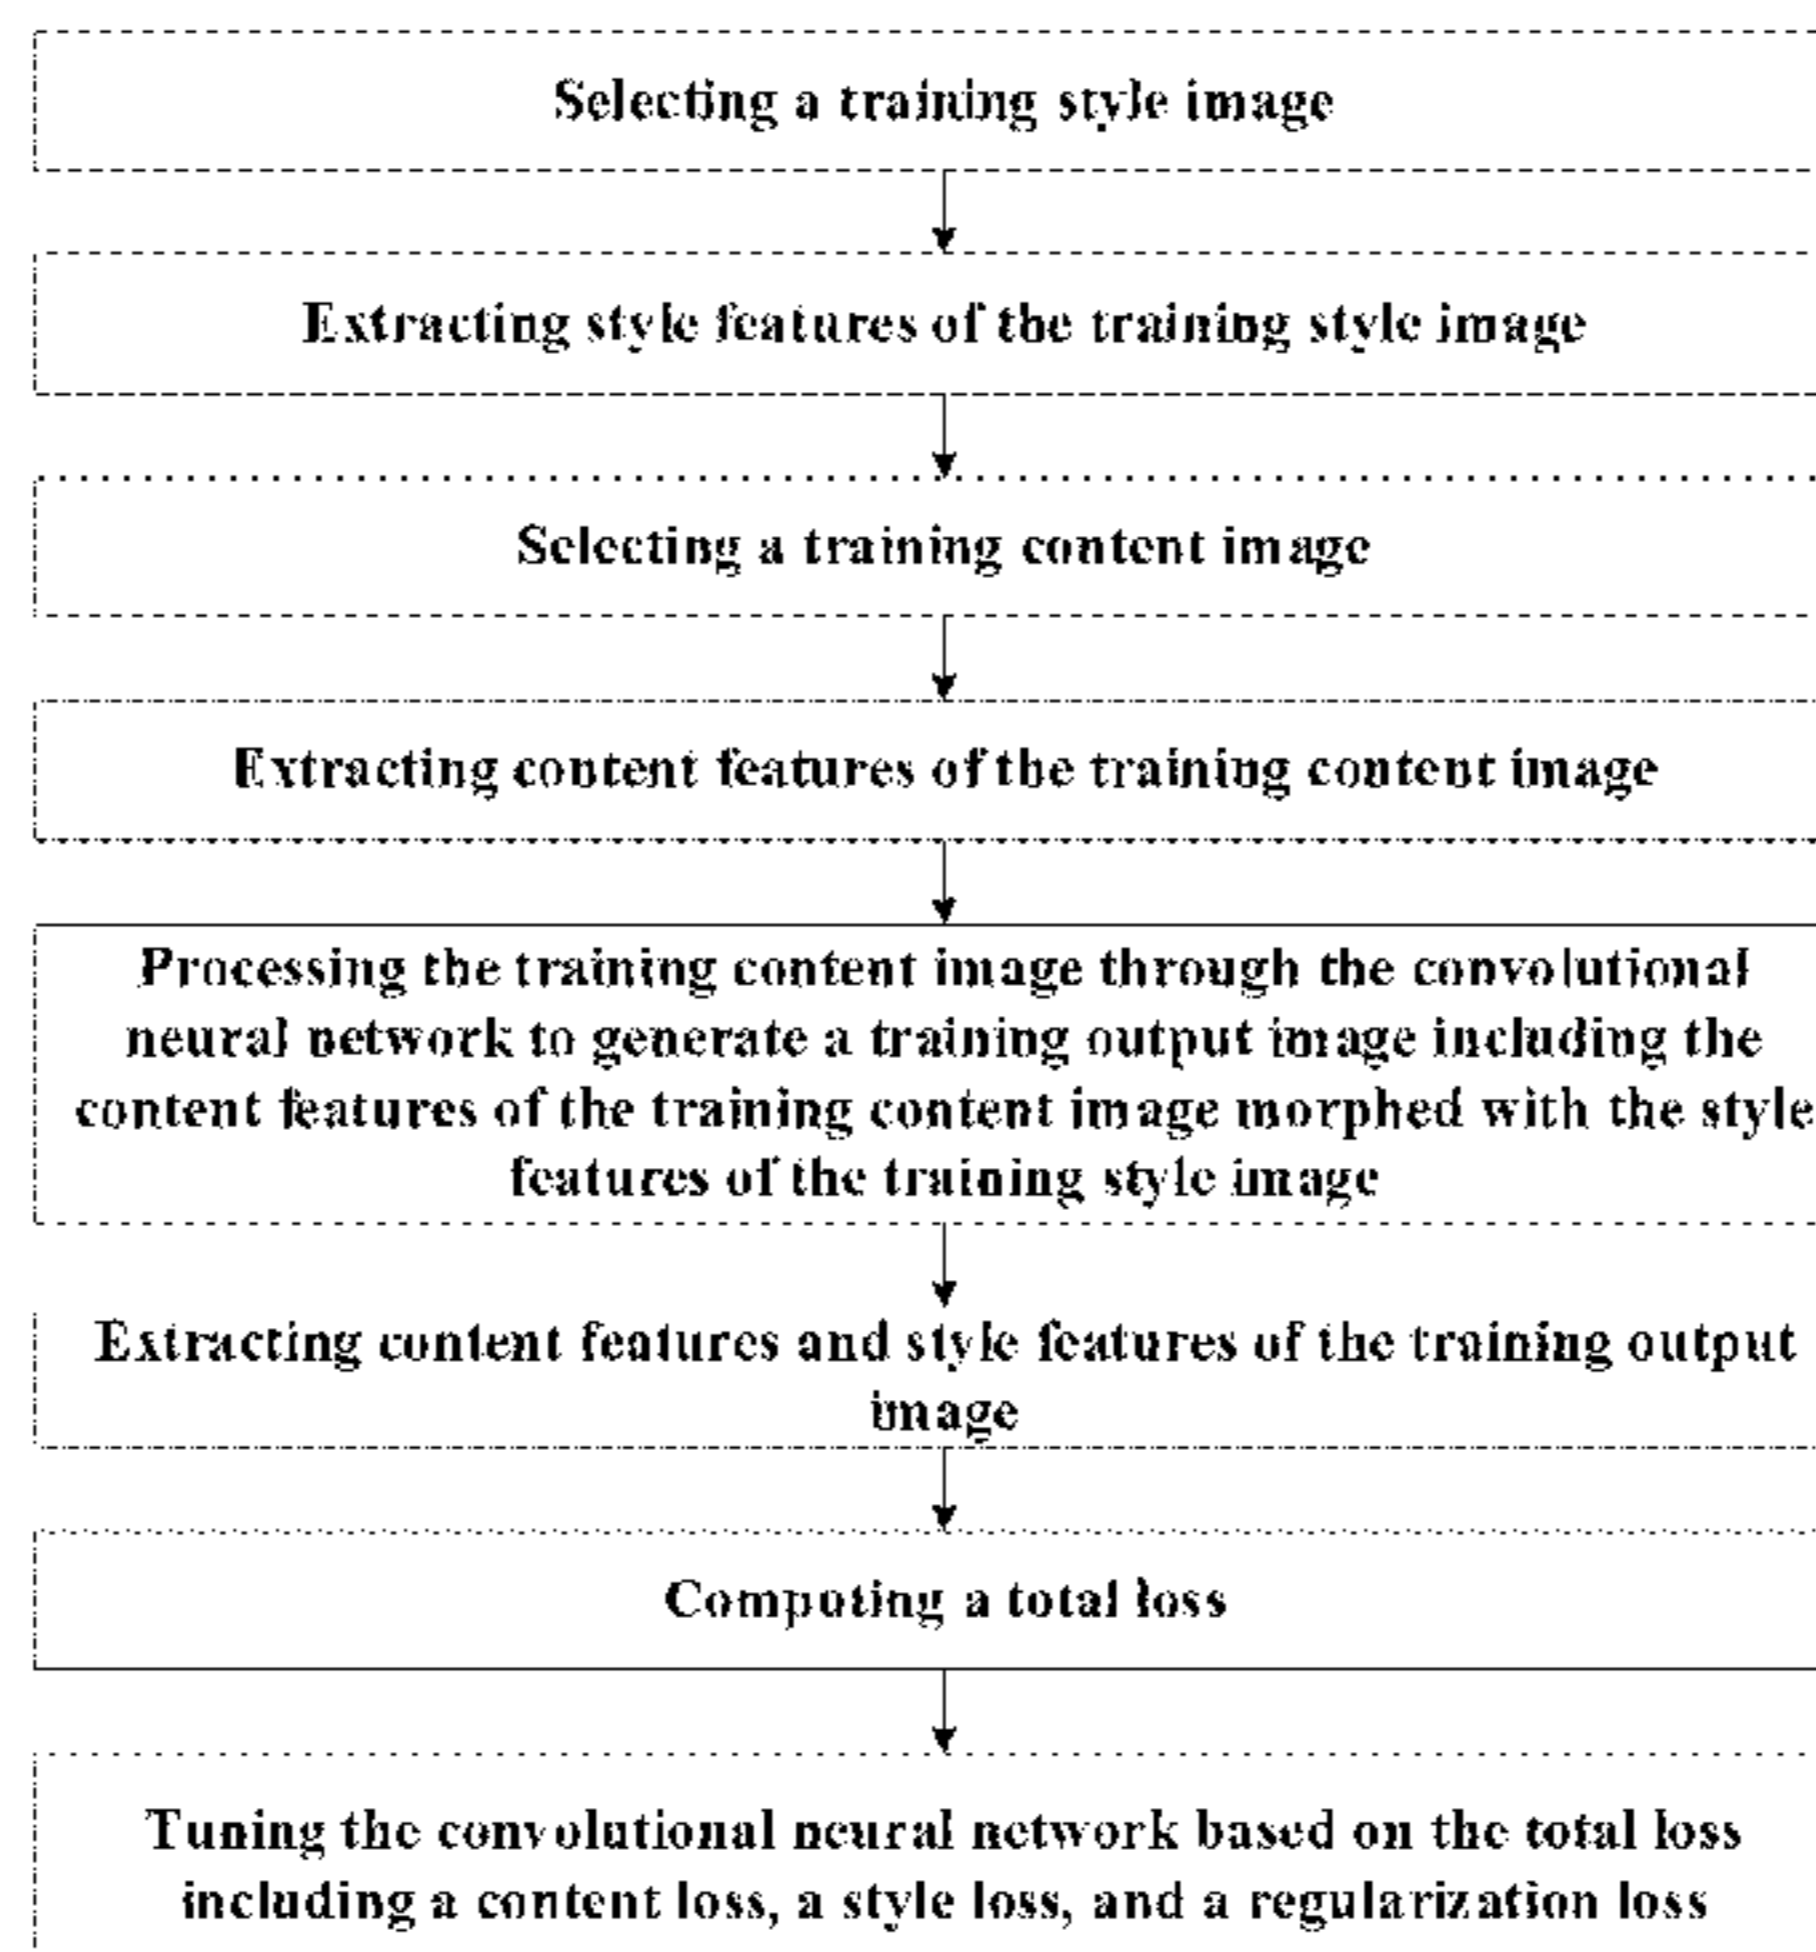 Selecting a training style image
Extracting style features of the training style image
Selecting a training content image
Extracting content features of the training content image
Processing the training content image through the convolutional
neural network to generate a training output image including the
content features of the training content image morphed with the style
features of the training style image
Extracting content features and style features of the training output
image
Computing a total loss
Tuning the convolutional neural network based on the total loss
including a content loss, a style loss, and a regularization loss